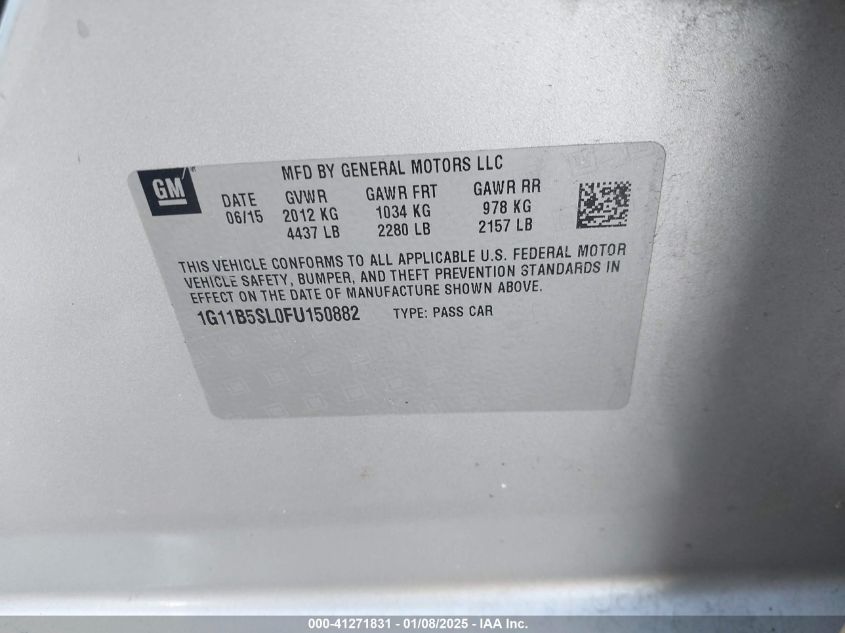 GM
MFD BY GENERAL MOTORS LLC
DATE GVWR GAWR FRT GAWR RR
06/15 2012 KG 1034 KG 978 KG
4437 LB 2280 LB 2157 LB
THIS VEHICLE CONFORMS TO ALL APPLICABLE U.S. FEDERAL MOTOR
VEHICLE SAFETY, BUMPER, AND THEFT PREVENTION STANDARDS IN
EFFECT ON THE DATE OF MANUFACTURE SHOWN ABOVE.
1G11B5SL0FU150882 TYPE: PASS CAR
000-41271831 - 01/08/2025 - IAA Inc.